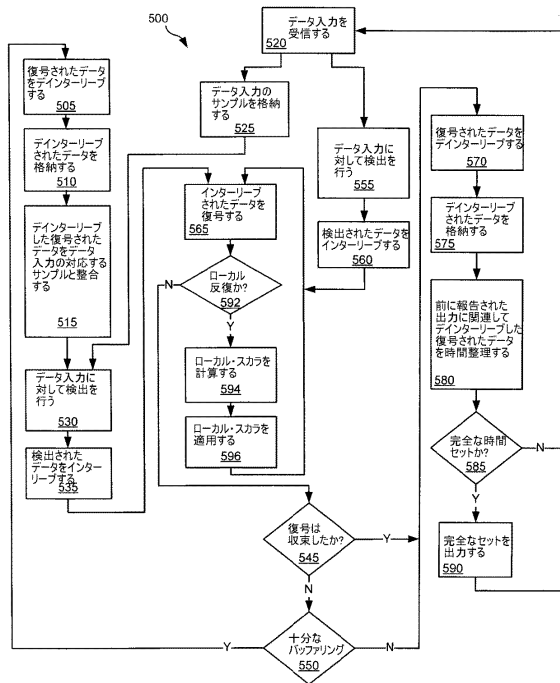 500
データ入力を
受信する
520
復号されたデータ
をデインターリーブ
する
505
データ入力の
サンプルを格納
する
525
デインターリーブ
されたデータを
格納する
510
データ入力に
対して検出を
行う
555
復号されたデータを
デインターリーブする
570
インターリーブ
されたデータを
復号する
565
検出されたデータを
インターリーブする
560
デインターリーブ
されたデータを
格納する
575
デインターリーブ
した復号された
データをデータ
入力の対応する
サンプルと整合
する
515
N
ローカル
反復か?
592
Y
前に報告された
出力に関連して
デインターリーブした
復号されたデータ
を時間整理する
580
ローカル・スカラを
計算する
594
データ入力に
対して検出を
行う
530
ローカル・スカラを
適用する
596
完全な時間
セットか?
585
N
Y
検出された
データをインター
リーブする
535
復号は
収束したか?
545
Y
N
完全なセットを
出力する
590
Y
十分な
バッファリング
550
N